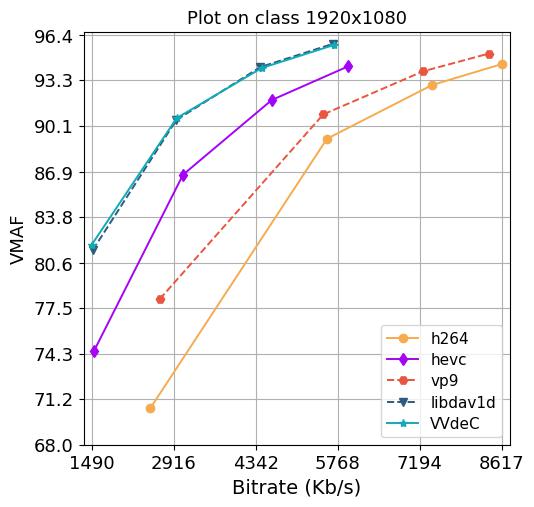 Plot on class 1920x1080
96.4
93.3
90.1
86.9
83.8
80.6
77.5
74.3
71.2
68.0
VMAF
h264
hevc
vp9
libdav1d
VVdeC
1490 2916 4342 5768 7194 8617
Bitrate (Kb/s)